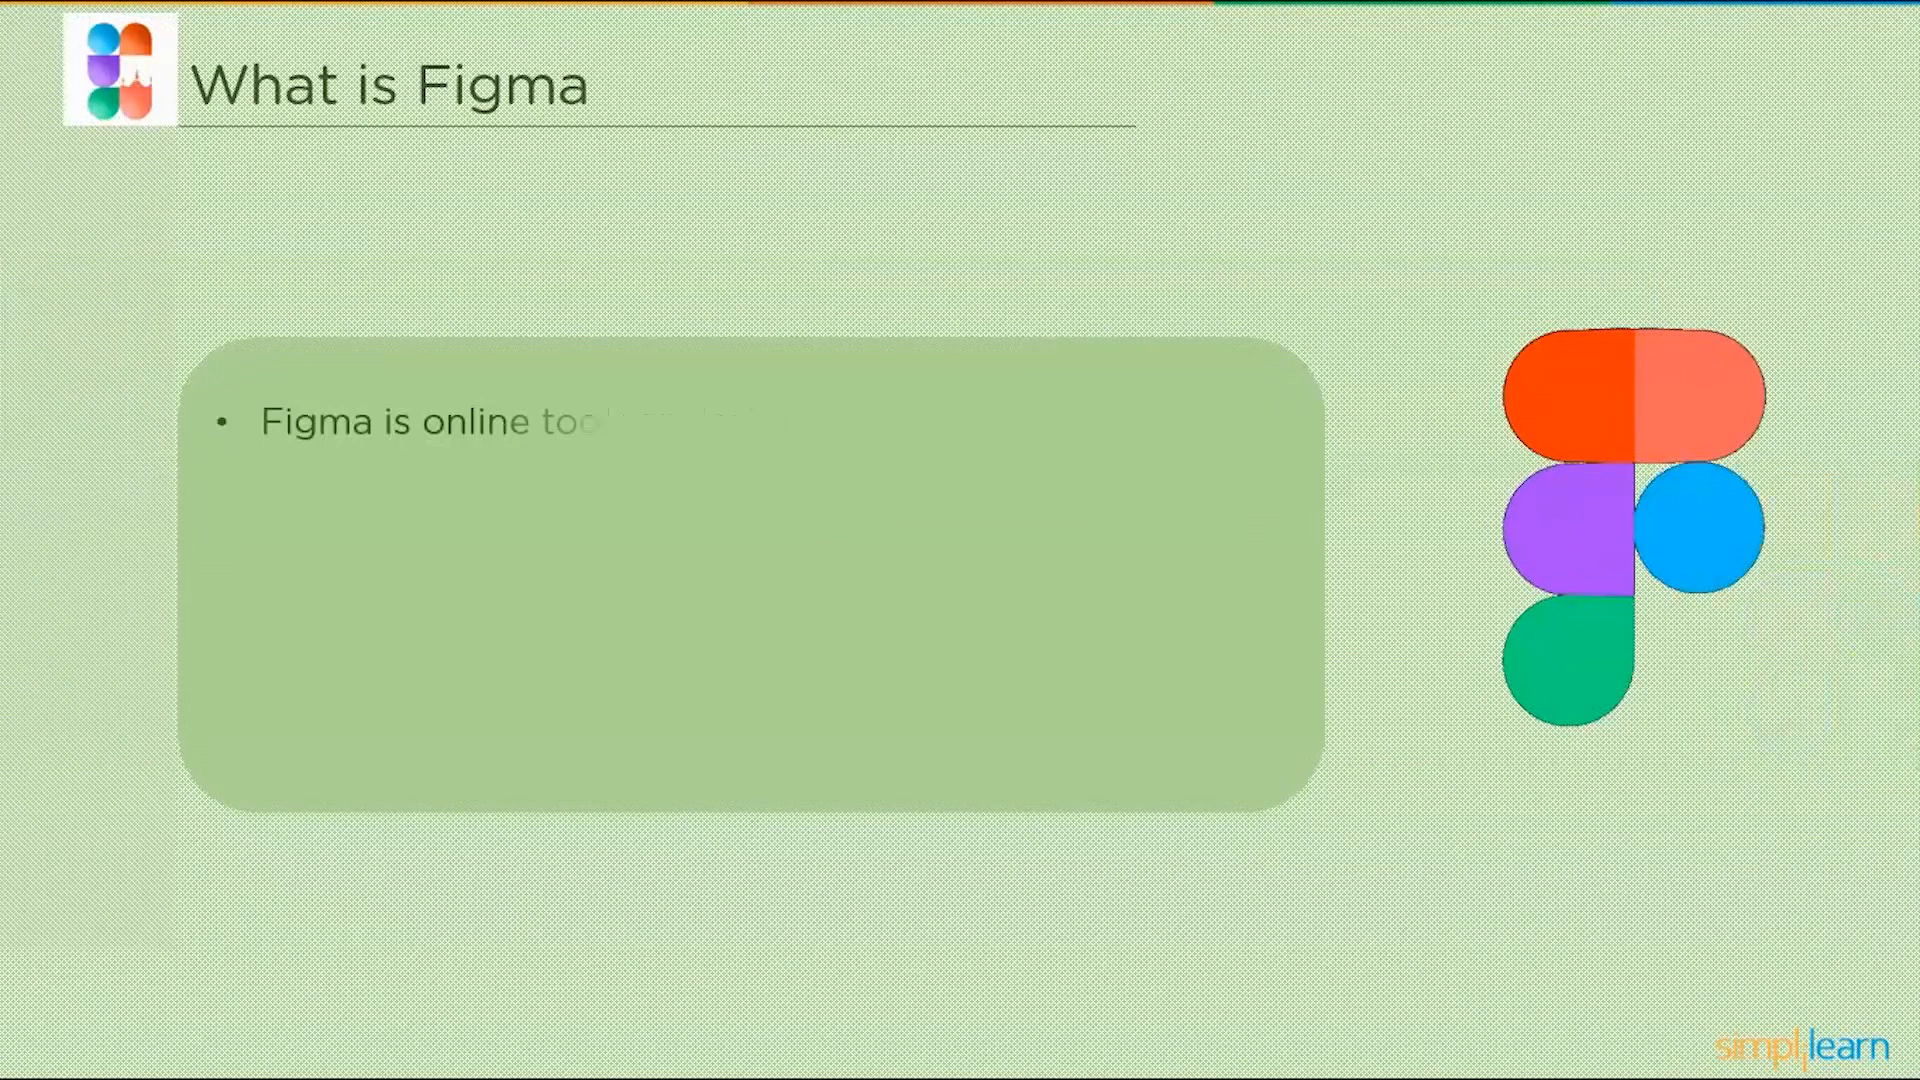 What is Figma
• Figma is online
simplilearn